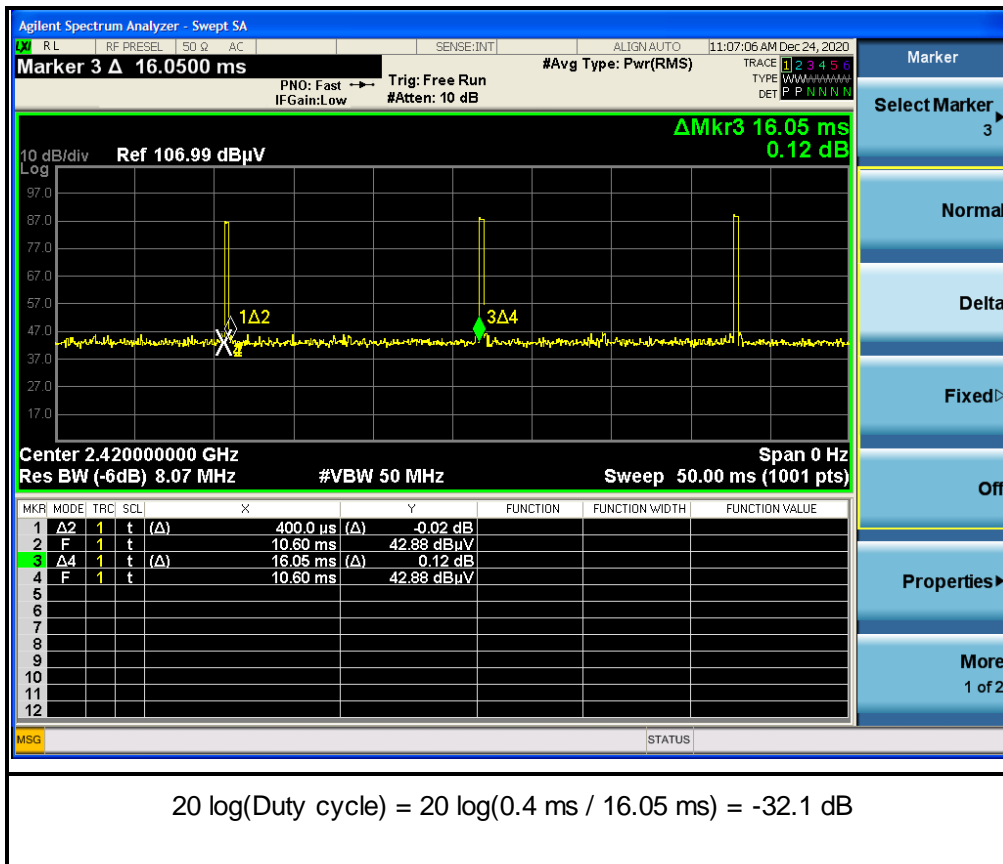 Agilent Spectrum Analyzer - Swept SA
LXI RL RF PRESEL 50 Ω AC SENSE:INT ALIGN AUTO 11:07:06 AM Dec 24, 2020
Marker 3 Δ 16.0500 ms
#Avg Type: Pwr(RMS)
TRACE 1 2 3 4 5 6
PNO: Fast
Trig: Free Run
TYPE
IFGain:Low
#Atten: 10 dB
DET P P N N N N
ΔMkr3 16.05 ms
0.12 dB
10 dB/div Ref 106.99 dBµV
Log
97.0
87.0
77.0
67.0
57.0
47.0
37.0
27.0
17.0
1Δ2
3Δ4
Center 2.420000000 GHz Span 0 Hz
Res BW (-6dB) 8.07 MHz #VBW 50 MHz Sweep 50.00 ms (1001 pts)
MKR MODE TRC SCL X Y FUNCTION FUNCTION WIDTH FUNCTION VALUE
1 Δ2 1 t (Δ) 400.0 µs (Δ) -0.02 dB
2 F 1 t 10.60 ms 42.88 dBµV
3 Δ4 1 t (Δ) 16.05 ms (Δ) 0.12 dB
4 F 1 t 10.60 ms 42.88 dBµV
5
6
7
8
9
10
11
12
MSG STATUS
Marker
Select Marker
3
Normal
Delta
Fixed
Off
Properties
More
1 of 2
20 log(Duty cycle) = 20 log(0.4 ms / 16.05 ms) = -32.1 dB